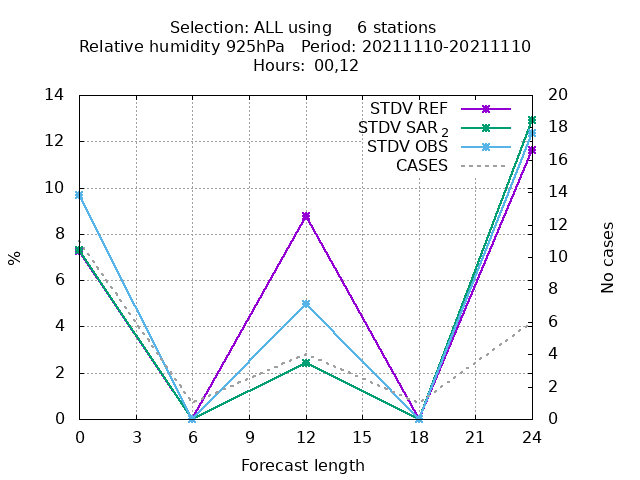 Selection: ALL using     6 stations
Relative humidity 925hPa   Period: 20211110-20211110
Hours:  00,12
14
12
10
8
6
4
2
0
%
20
18
16
14
12
10
8
6
4
2
0
No cases
STDV REF
STDV SAR 2
STDV OBS
CASES
0 3 6 9 12 15 18 21 24
Forecast length